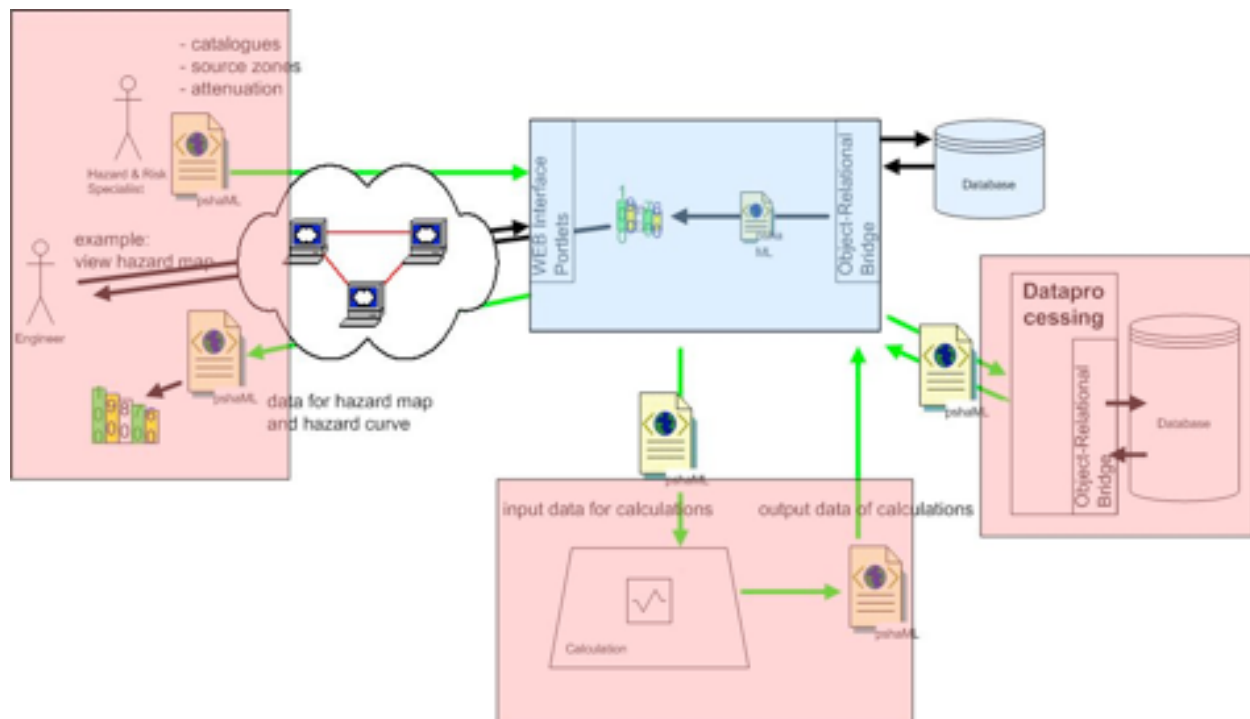 - catalogues
- source zones
- attenuation
Hazard & Risk
Specialist
pshaML
example:
view hazard map
Engineer
pshaML
data for hazard map
and hazard curve
WEB Interface
Portlets
psha
ML
Object-Relational
Bridge
Database
pshaML
Datapro
cessing
Object-Relational
Bridge
Database
pshaML
input data for calculations
output data of calculations
Calculation
pshaML